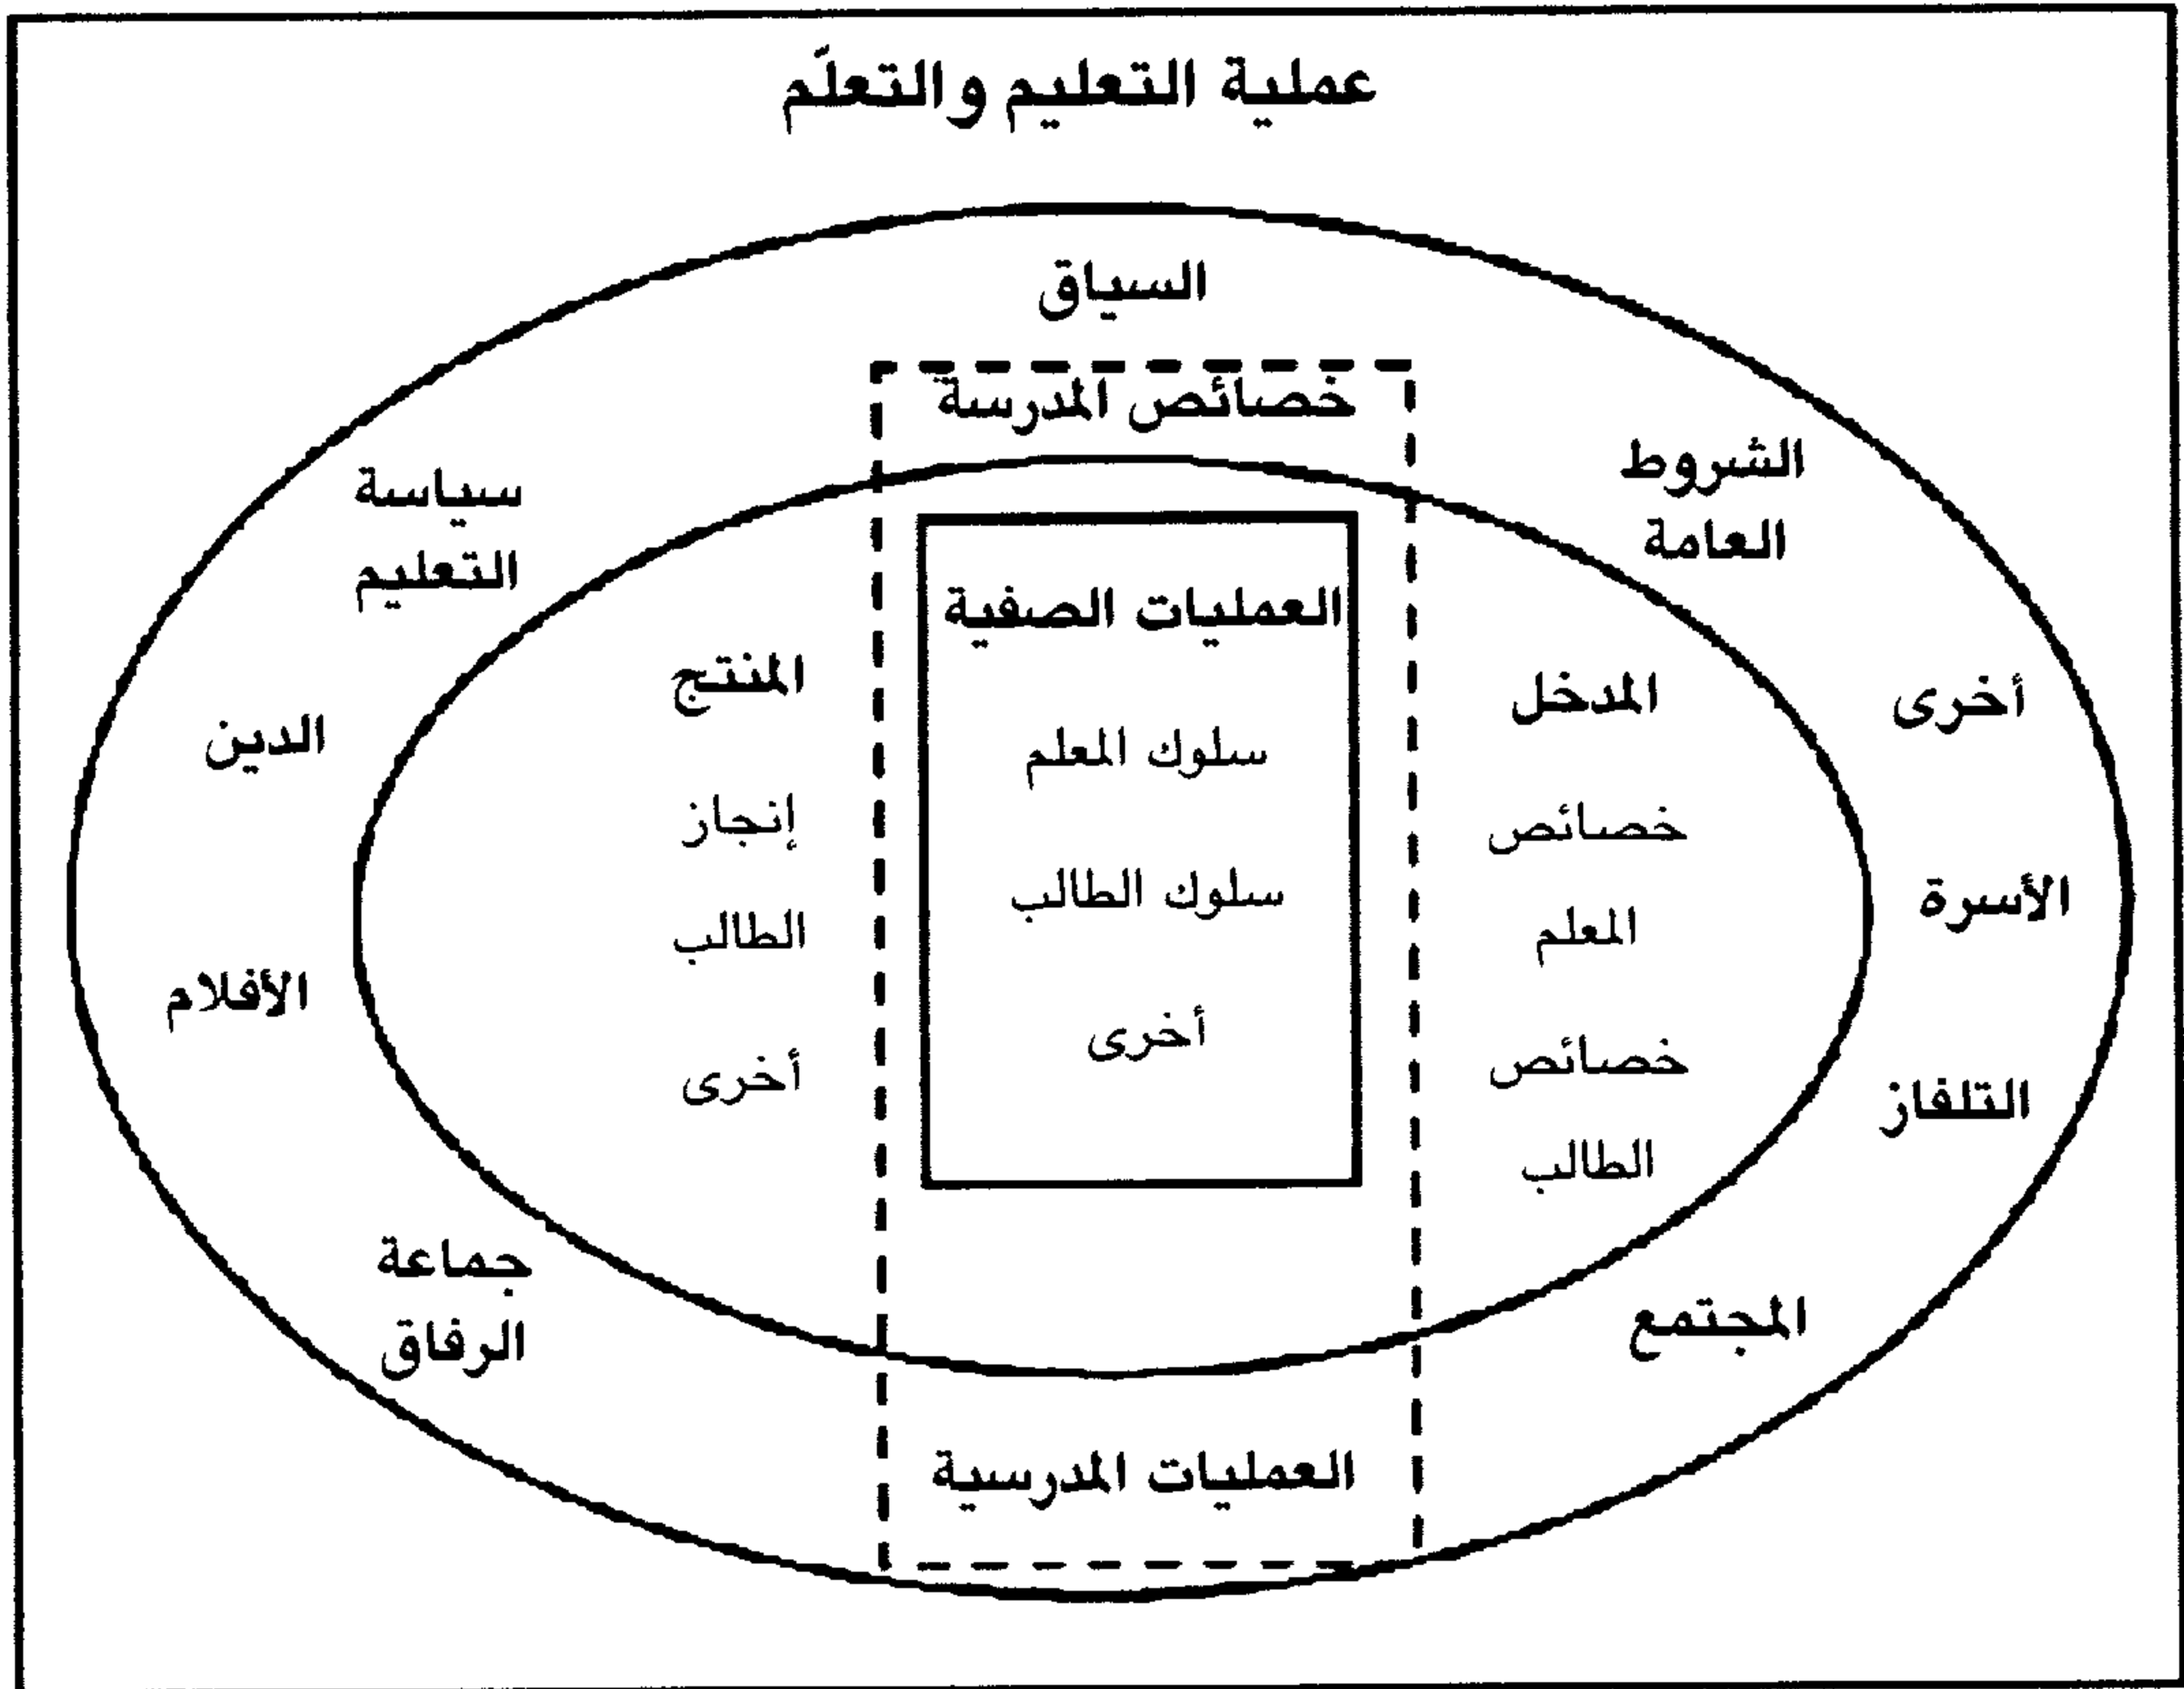 عملية التعليم والتعلّم
السياق
خصائص المدرسة
الشروط
العامة
أخرى
الأسرة
التلفاز
المجتمع
المدخل
خصائص
المعلم
خصائص
الطالب
العمليات الصفية
سلوك المعلم
سلوك الطالب
أخرى
المنتج
إنجاز
الطالب
أخرى
سياسة
التعليم
الدين
الأفلام
جماعة
الرفاق
العمليات المدرسية